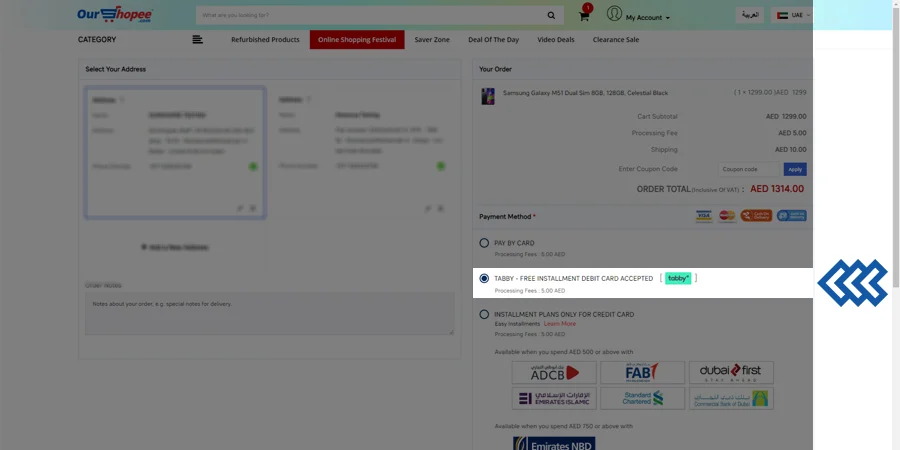 OurShopee
.com
What are you looking for?
1
My Account
العربية
UAE
CATEGORY
Refurbished Products
Online Shopping Festival
Saver Zone
Deal Of The Day
Video Deals
Clearance Sale
Select Your Address
Order Notes
Notes about your order, e.g. special notes for delivery.
Your Order
Samsung Galaxy M51 Dual Sim 8GB, 128GB, Celestial Black
( 1 × 1299.00 )AED 1299
Cart Subtotal AED 1299.00
Processing Fee AED 5.00
Shipping AED 10.00
Enter Coupon Code Coupon code Apply
ORDER TOTAL(Inclusive Of VAT) : AED 1314.00
Payment Method *
VISA
PAY BY CARD
Processing Fees : 5.00 AED
TABBY - FREE INSTALLMENT DEBIT CARD ACCEPTED [ tabby ]
Processing Fees : 5.00 AED
INSTALLMENT PLANS ONLY FOR CREDIT CARD
Easy Installments Learn More
Processing Fees : 5.00 AED
Available when you spend AED 500 or above with
ADCB
FAB
dubai first
STAY AHEAD
الإمارات الإسلامي
EMIRATES ISLAMIC
Standard
Chartered
Commercial Bank of Dubai
Available when you spend AED 750 or above with
Emirates NBD